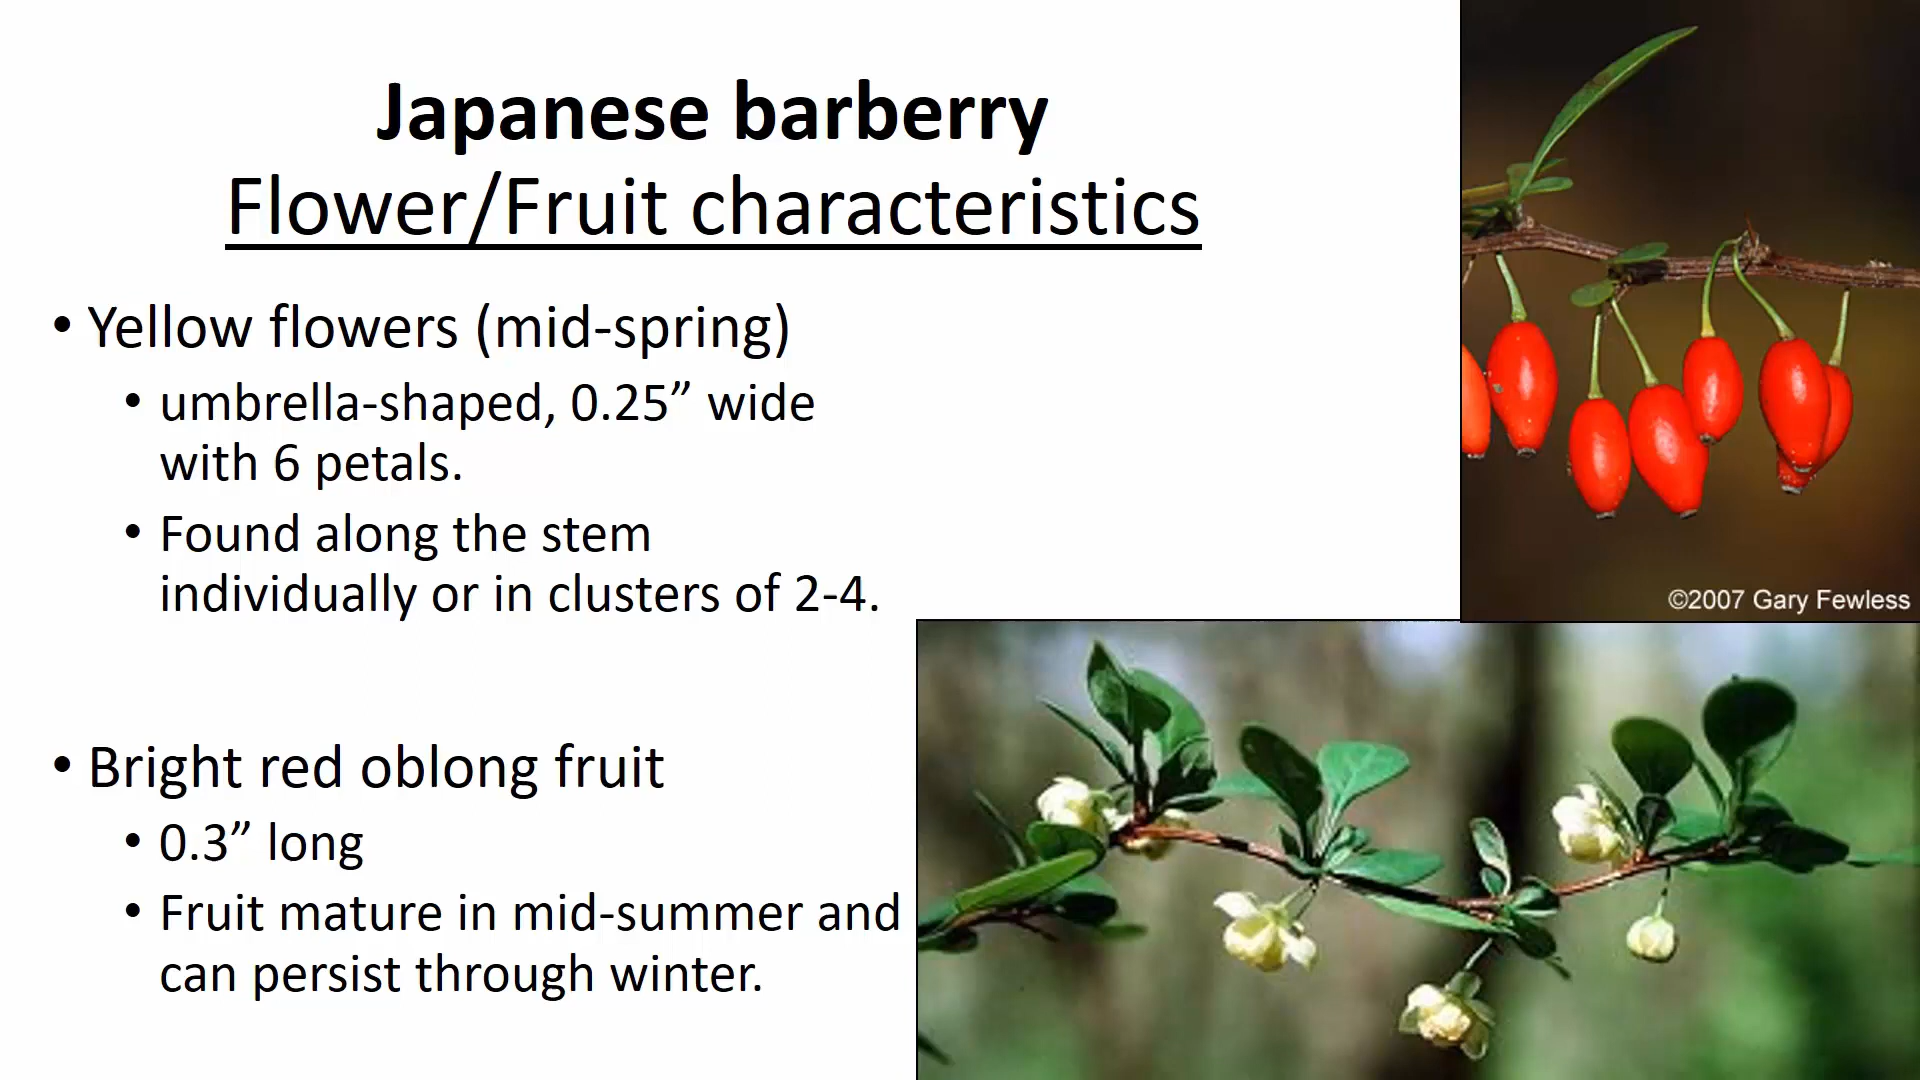 Japanese barberry
Flower/Fruit characteristics
• Yellow flowers (mid-spring)
• umbrella-shaped, 0.25” wide
with 6 petals.
• Found along the stem
individually or in clusters of 2-4.
• Bright red oblong fruit
• 0.3” long
• Fruit mature in mid-summer and
can persist through winter.
©2007 Gary Fewless